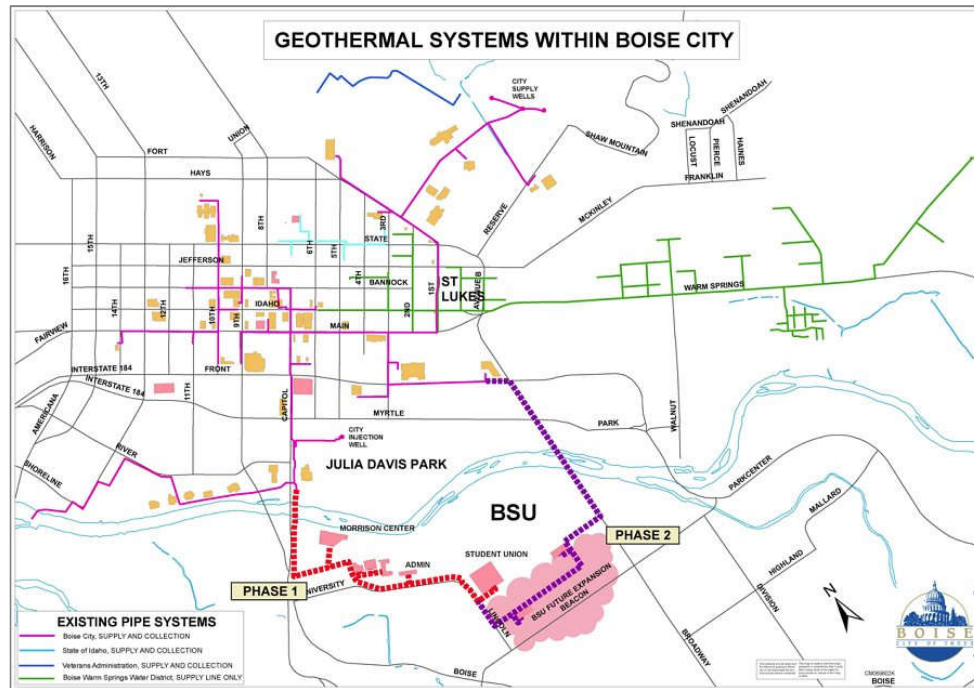 GEOTHERMAL SYSTEMS WITHIN BOISE CITY
CITY
SUPPLY
WELLS
13TH
HARRISON
UNION
FORT
HAYS
SHAW MOUNTAIN
SHENANDOAH
SHENANDOAH
LOCUST
PIERCE
HAINES
FRANKLIN
RESERVE
MCKINLEY
8TH
3RD
15TH
6TH
5TH
STATE
16TH
JEFFERSON
4TH
BANNOCK
1ST
ST
LUKES
AVENUE B
WARM SPRINGS
14TH
12TH
10TH
9TH
IDAHO
2ND
MAIN
FAIRVIEW
INTERSTATE 184
INTERSTATE 184
FRONT
11TH
CAPITOL
AMERICANA
MYRTLE
PARK
WALNUT
RIVER
CITY
INJECTION
WELL
SHORELINE
JULIA DAVIS PARK
PARKCENTER
MALLARD
BSU
MORRISON CENTER
PHASE 2
STUDENT UNION
ADMIN
HIGHLAND
PHASE 1
NIVERSITY
LINCOLN
BSU FUTURE EXPANSION
BEACON
DIVISION
BROADWAY
BOISE
N
EXISTING PIPE SYSTEMS
Boise City, SUPPLY AND COLLECTION
State of Idaho, SUPPLY AND COLLECTION
Veterans Administration, SUPPLY AND COLLECTION
Boise Warm Springs Water District, SUPPLY LINE ONLY
BOISE
CITY OF TREES
BOISE